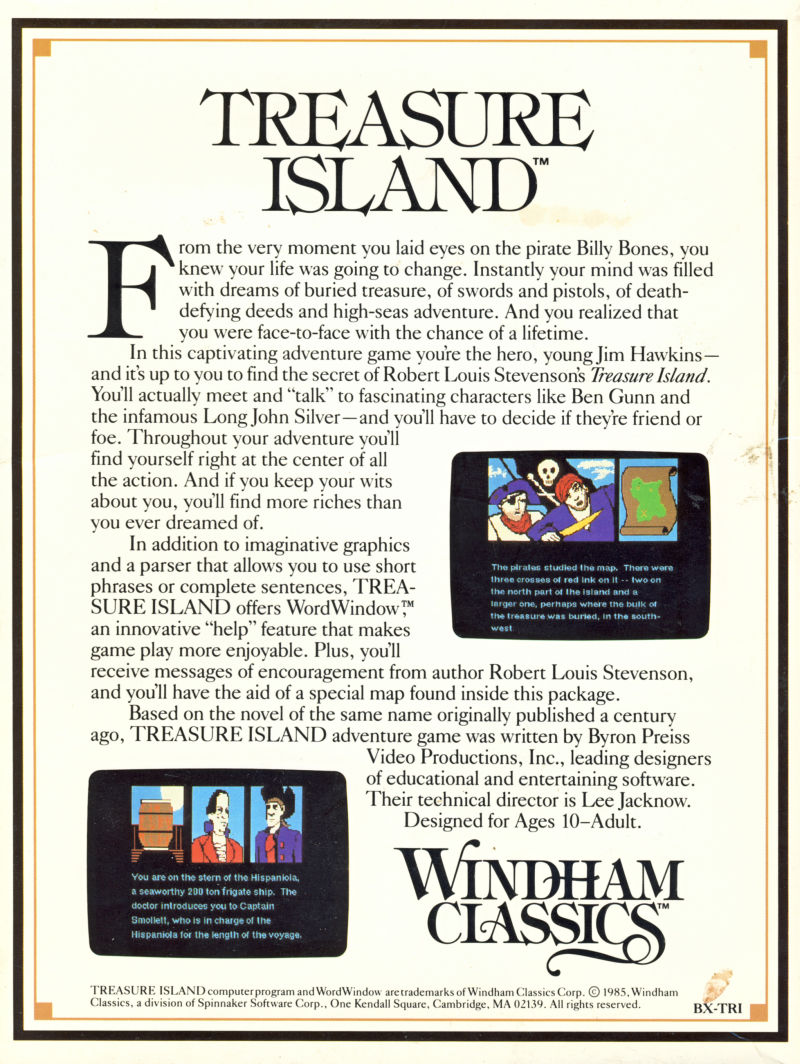 TREASURE
ISLAND™
From the very moment you laid eyes on the pirate Billy Bones, you
knew your life was going to change. Instantly your mind was filled
with dreams of buried treasure, of swords and pistols, of death-
defying deeds and high-seas adventure. And you realized that
you were face-to-face with the chance of a lifetime.
In this captivating adventure game you're the hero, young Jim Hawkins—
and it's up to you to find the secret of Robert Louis Stevenson's Treasure Island.
You'll actually meet and “talk” to fascinating characters like Ben Gunn and
the infamous Long John Silver—and you'll have to decide if they're friend or
foe. Throughout your adventure you'll
find yourself right at the center of all
the action. And if you keep your wits
about you, you'll find more riches than
you ever dreamed of.
In addition to imaginative graphics
and a parser that allows you to use short
phrases or complete sentences, TREA-
SURE ISLAND offers WordWindow,™
an innovative “help” feature that makes
game play more enjoyable. Plus, you'll
receive messages of encouragement from author Robert Louis Stevenson,
and you'll have the aid of a special map found inside this package.
Based on the novel of the same name originally published a century
ago, TREASURE ISLAND adventure game was written by Byron Preiss
Video Productions, Inc., leading designers
of educational and entertaining software.
Their technical director is Lee Jacknow.
Designed for Ages 10–Adult.
The pirates studied the map. There were
three crosses of red ink on it -- two on
the north part of the island and a
larger one, perhaps where the bulk of
the treasure was buried, in the south-
west.
You are on the stern of the Hispaniola,
a seaworthy 200 ton frigate ship. The
doctor introduces you to Captain
Smollett, who is in charge of the
Hispaniola for the length of the voyage.
WINDHAM
CLASSICS™
TREASURE ISLAND computer program and WordWindow are trademarks of Windham Classics Corp. © 1985, Windham
Classics, a division of Spinnaker Software Corp., One Kendall Square, Cambridge, MA 02139. All rights reserved.
BX-TRI